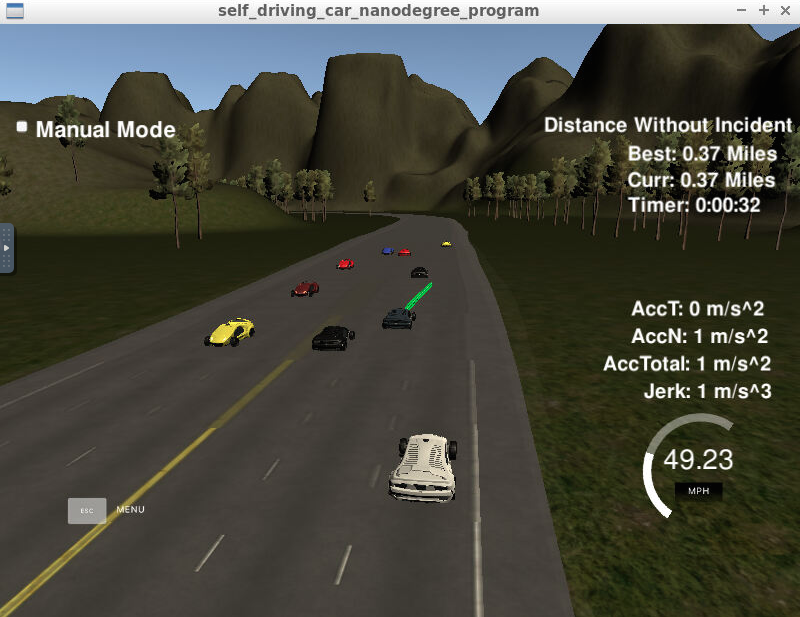 self_driving_car_nanodegree_program
Manual Mode
Distance Without Incident
Best: 0.37 Miles
Curr: 0.37 Miles
Timer: 0:00:32
AccT: 0 m/s^2
AccN: 1 m/s^2
AccTotal: 1 m/s^2
Jerk: 1 m/s^3
49.23
MPH
ESC MENU